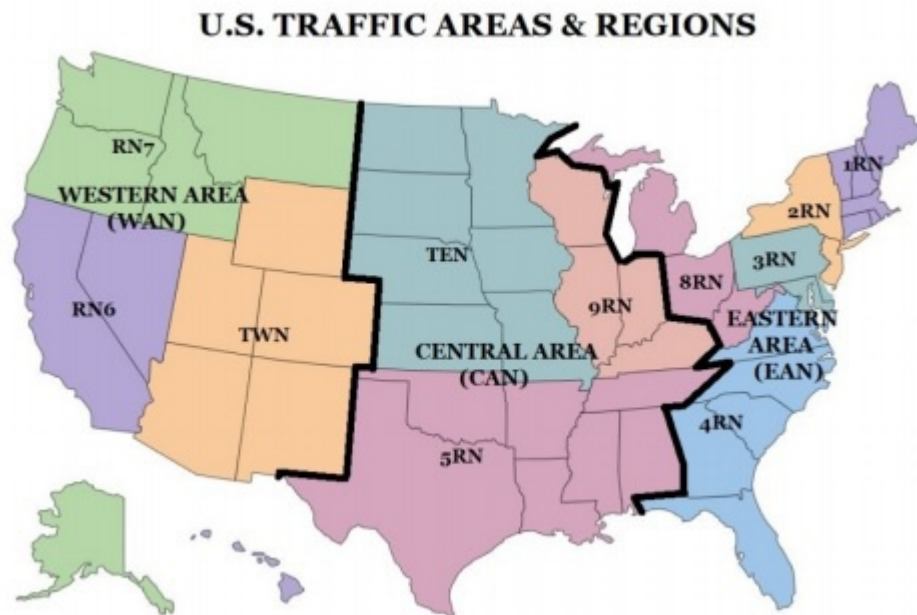 U.S. TRAFFIC AREAS & REGIONS
RN7
WESTERN AREA
(WAN)
1RN
2RN
3RN
TEN
8RN
RN6
TWN
9RN
EASTERN
AREA
(EAN)
CENTRAL AREA
(CAN)
4RN
5RN